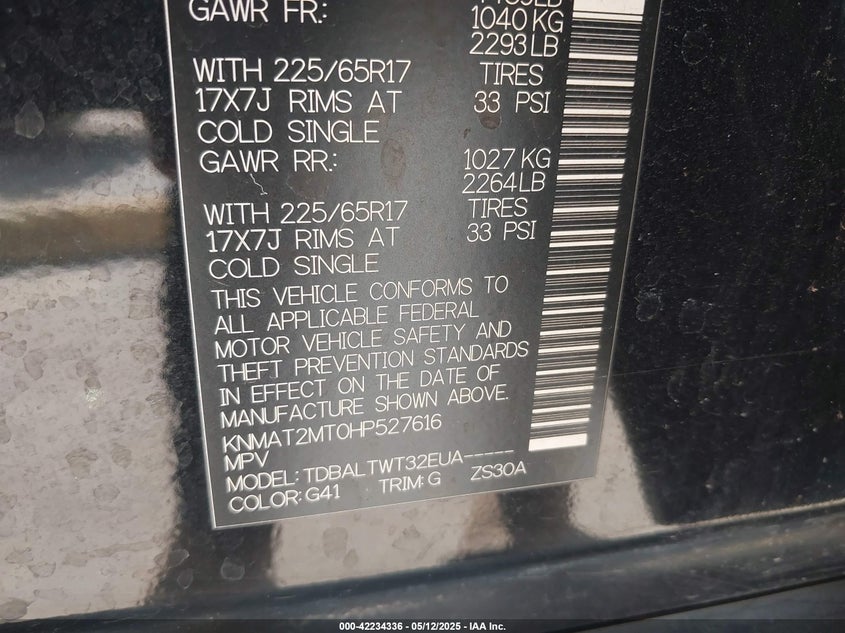 GAWR FR: 1040 KG
2293 LB
WITH 225/65R17 TIRES
17X7J RIMS AT 33 PSI
COLD SINGLE
GAWR RR.: 1027 KG
2264 LB
WITH 225/65R17 TIRES
17X7J RIMS AT 33 PSI
COLD SINGLE
THIS VEHICLE CONFORMS TO
ALL APPLICABLE FEDERAL
MOTOR VEHICLE SAFETY AND
THEFT PREVENTION STANDARDS
IN EFFECT ON THE DATE OF
MANUFACTURE SHOWN ABOVE.
KNMAT2MT0HP527616
MPV
MODEL: TDBALTWT32EUA-----
COLOR: G41 TRIM: G ZS30A
000-42234336 - 05/12/2025 - IAA Inc.